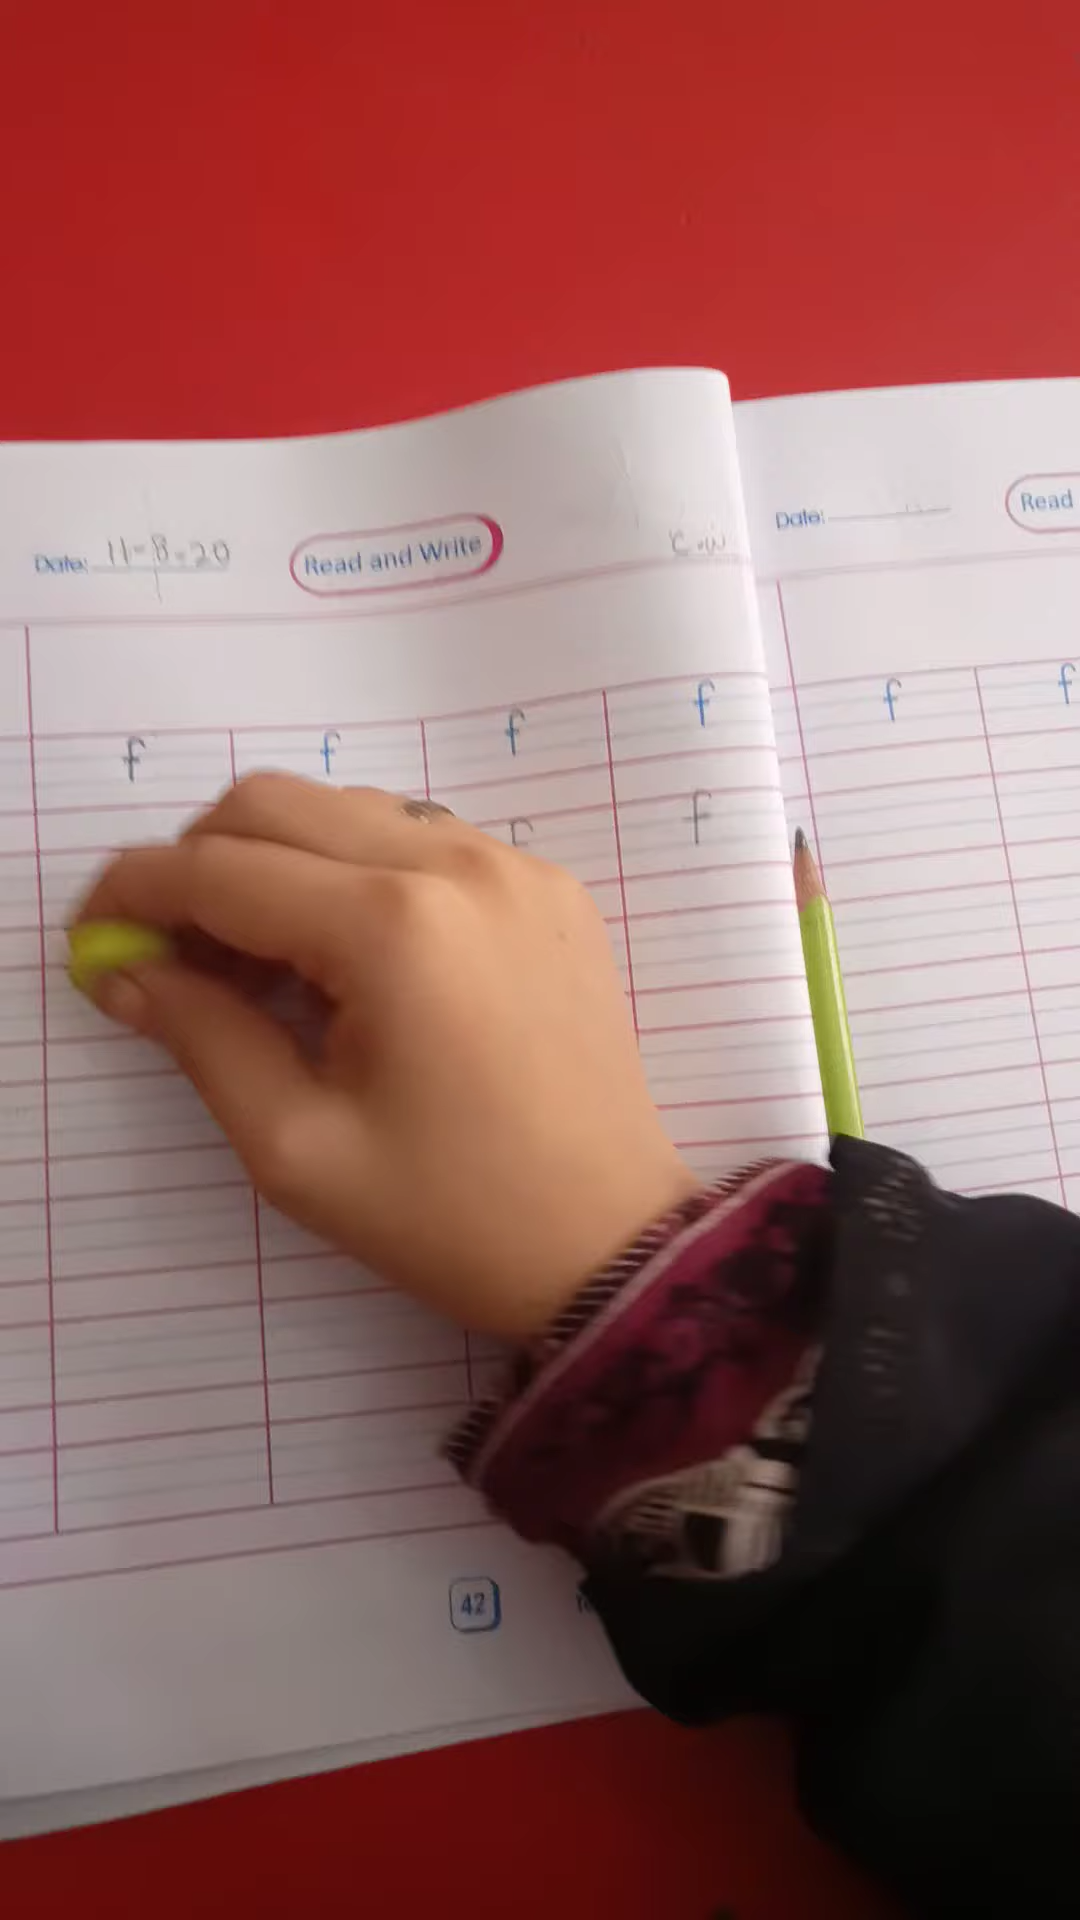 Date: 11-8-20 Read and Write C.W
f f f f
f f
42
Date: Read
f f